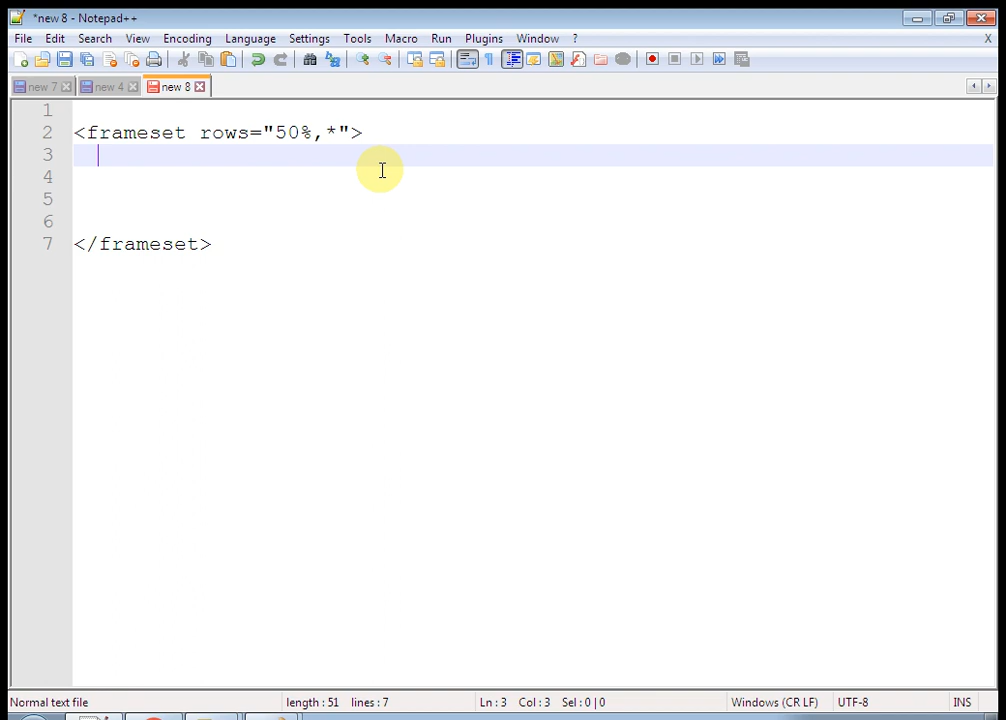 *new 8 - Notepad++
File Edit Search View Encoding Language Settings Tools Macro Run Plugins Window ? X
new 7 new 4 new 8
1
2 <frameset rows="50%,*">
3
4
5
6
7 </frameset>
Normal text file length : 51 lines : 7 Ln : 3 Col : 3 Sel : 0 | 0 Windows (CR LF) UTF-8 INS